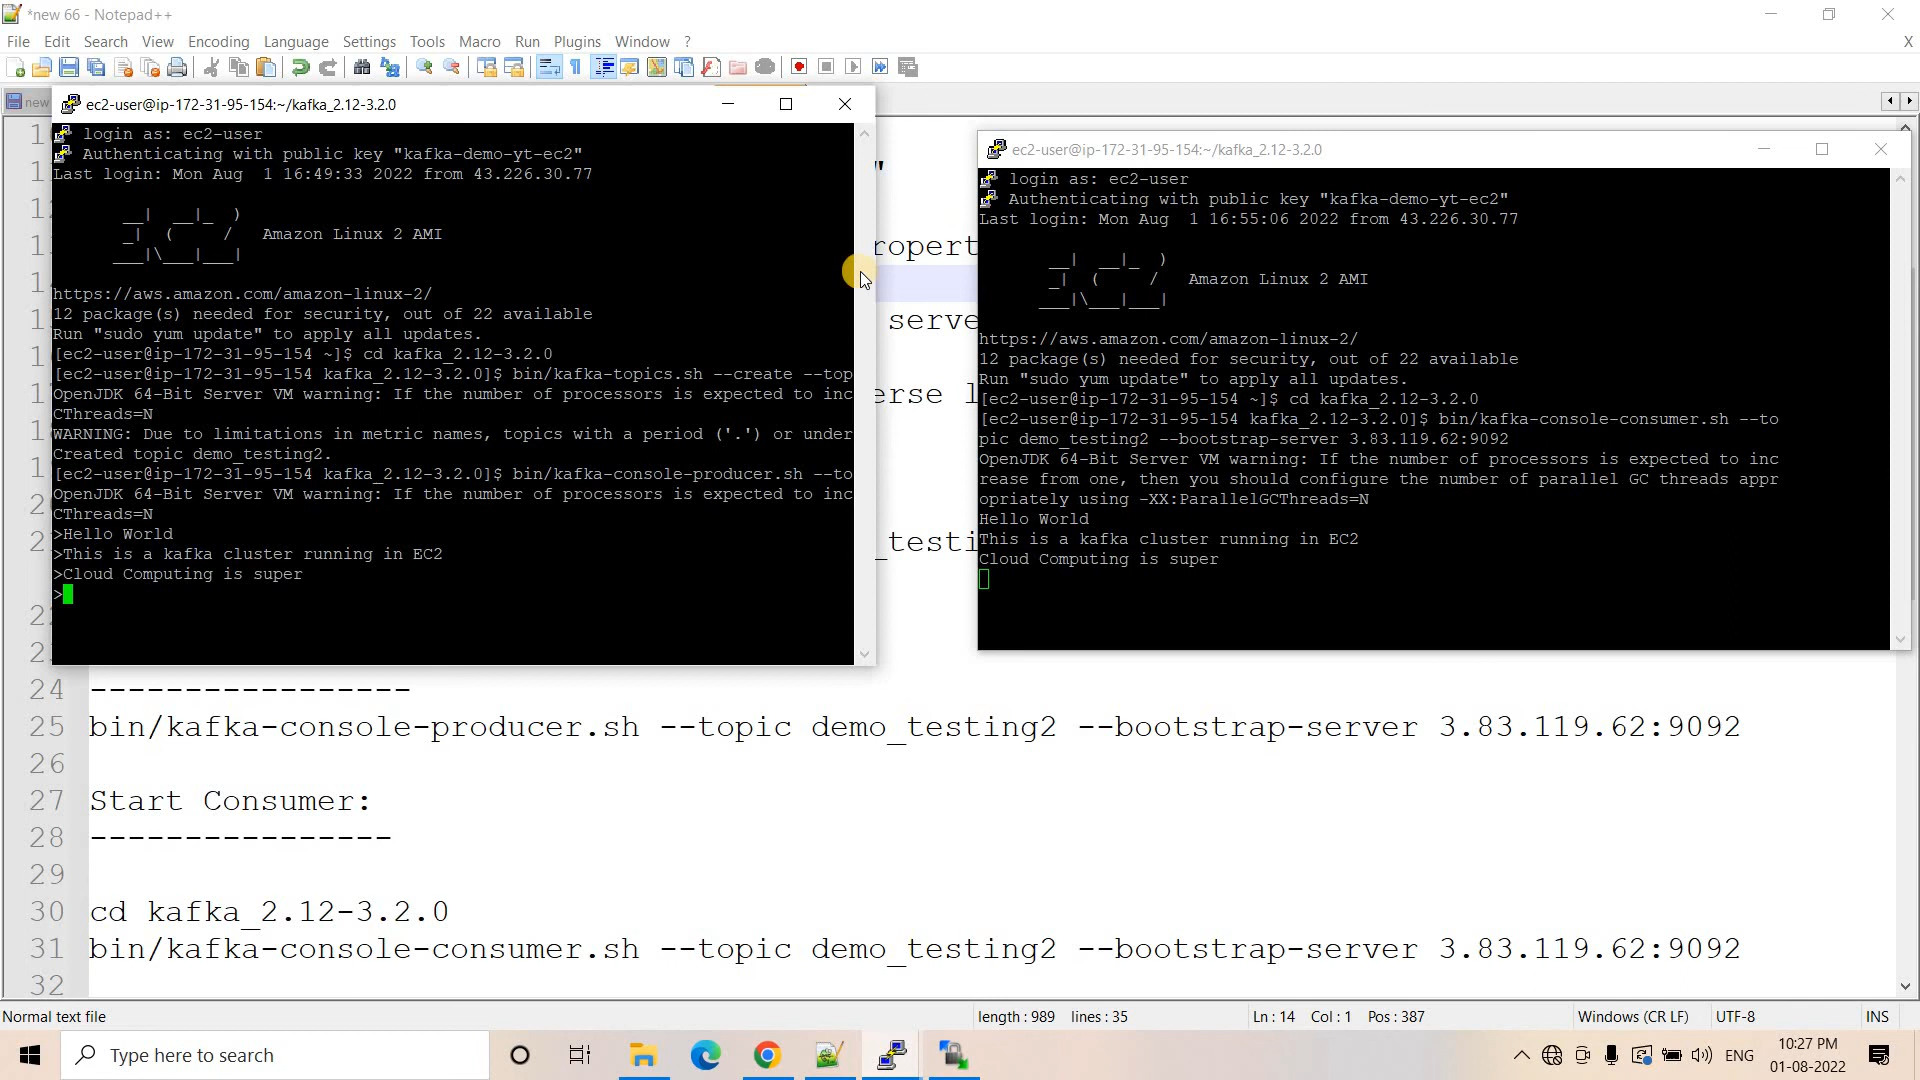 *new 66 - Notepad++
File Edit Search View Encoding Language Settings Tools Macro Run Plugins Window ? X
new
ec2-user@ip-172-31-95-154:~/kafka_2.12-3.2.0
login as: ec2-user
Authenticating with public key "kafka-demo-yt-ec2"
Last login: Mon Aug  1 16:49:33 2022 from 43.226.30.77
__|  __|_  )
_|  (     /   Amazon Linux 2 AMI
___|\___|___|
https://aws.amazon.com/amazon-linux-2/
12 package(s) needed for security, out of 22 available
Run "sudo yum update" to apply all updates.
[ec2-user@ip-172-31-95-154 ~]$ cd kafka_2.12-3.2.0
[ec2-user@ip-172-31-95-154 kafka_2.12-3.2.0]$ bin/kafka-topics.sh --create --top
OpenJDK 64-Bit Server VM warning: If the number of processors is expected to inc
CThreads=N
WARNING: Due to limitations in metric names, topics with a period ('.') or under
Created topic demo_testing2.
[ec2-user@ip-172-31-95-154 kafka_2.12-3.2.0]$ bin/kafka-console-producer.sh --to
OpenJDK 64-Bit Server VM warning: If the number of processors is expected to inc
CThreads=N
>Hello World
>This is a kafka cluster running in EC2
>Cloud Computing is super
>
"
ropert
serve
erse l
_testi
ec2-user@ip-172-31-95-154:~/kafka_2.12-3.2.0
login as: ec2-user
Authenticating with public key "kafka-demo-yt-ec2"
Last login: Mon Aug  1 16:55:06 2022 from 43.226.30.77
__|  __|_  )
_|  (     /   Amazon Linux 2 AMI
___|\___|___|
https://aws.amazon.com/amazon-linux-2/
12 package(s) needed for security, out of 22 available
Run "sudo yum update" to apply all updates.
[ec2-user@ip-172-31-95-154 ~]$ cd kafka_2.12-3.2.0
[ec2-user@ip-172-31-95-154 kafka_2.12-3.2.0]$ bin/kafka-console-consumer.sh --to
pic demo_testing2 --bootstrap-server 3.83.119.62:9092
OpenJDK 64-Bit Server VM warning: If the number of processors is expected to inc
rease from one, then you should configure the number of parallel GC threads appr
opriately using -XX:ParallelGCThreads=N
Hello World
This is a kafka cluster running in EC2
Cloud Computing is super
24 -----------------
25 bin/kafka-console-producer.sh --topic demo_testing2 --bootstrap-server 3.83.119.62:9092
26
27 Start Consumer:
28 ----------------
29
30 cd kafka_2.12-3.2.0
31 bin/kafka-console-consumer.sh --topic demo_testing2 --bootstrap-server 3.83.119.62:9092
32
Normal text file length : 989 lines : 35 Ln : 14 Col : 1 Pos : 387 Windows (CR LF) UTF-8 INS
Type here to search
ENG
10:27 PM
01-08-2022